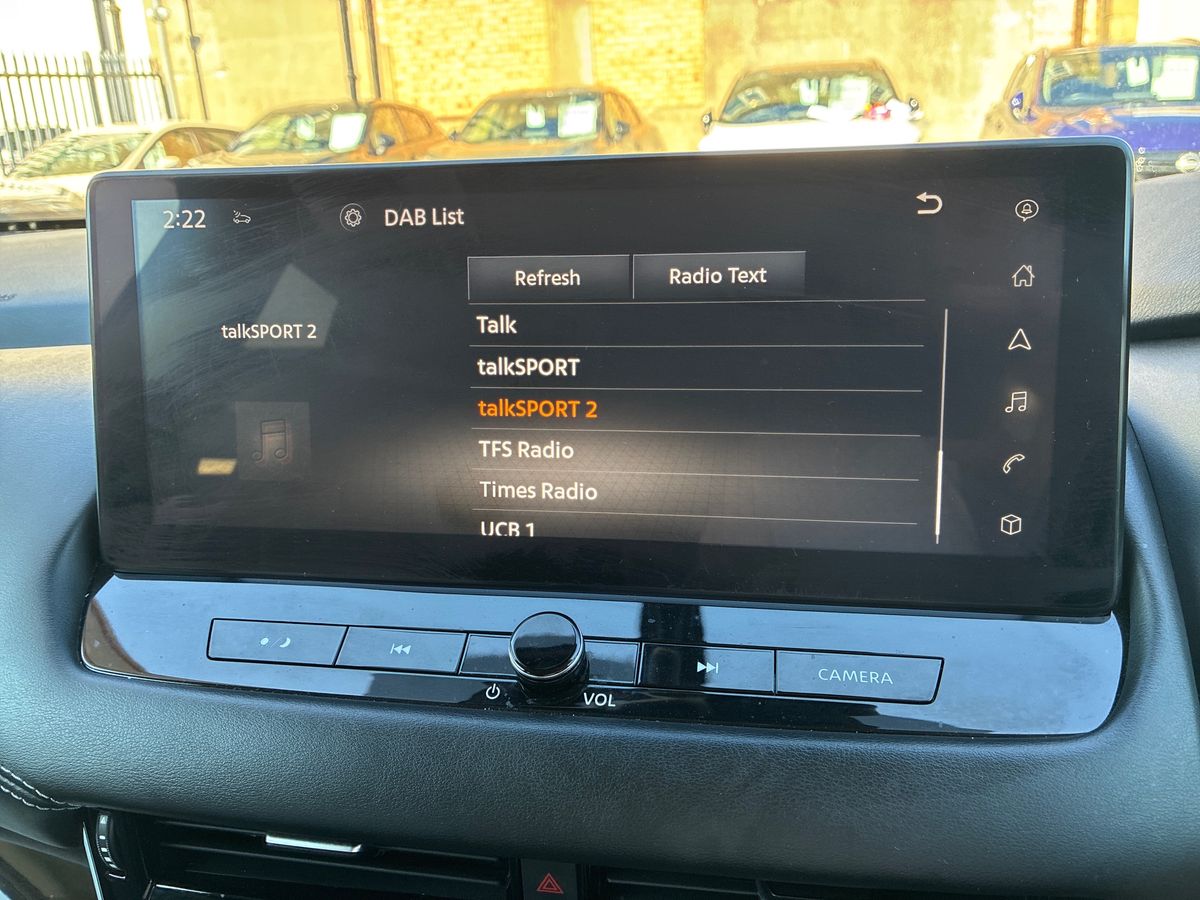 2:22
DAB List
Refresh
Radio Text
talkSPORT 2
Talk
talkSPORT
talkSPORT 2
TFS Radio
Times Radio
UCB 1
VOL
CAMERA